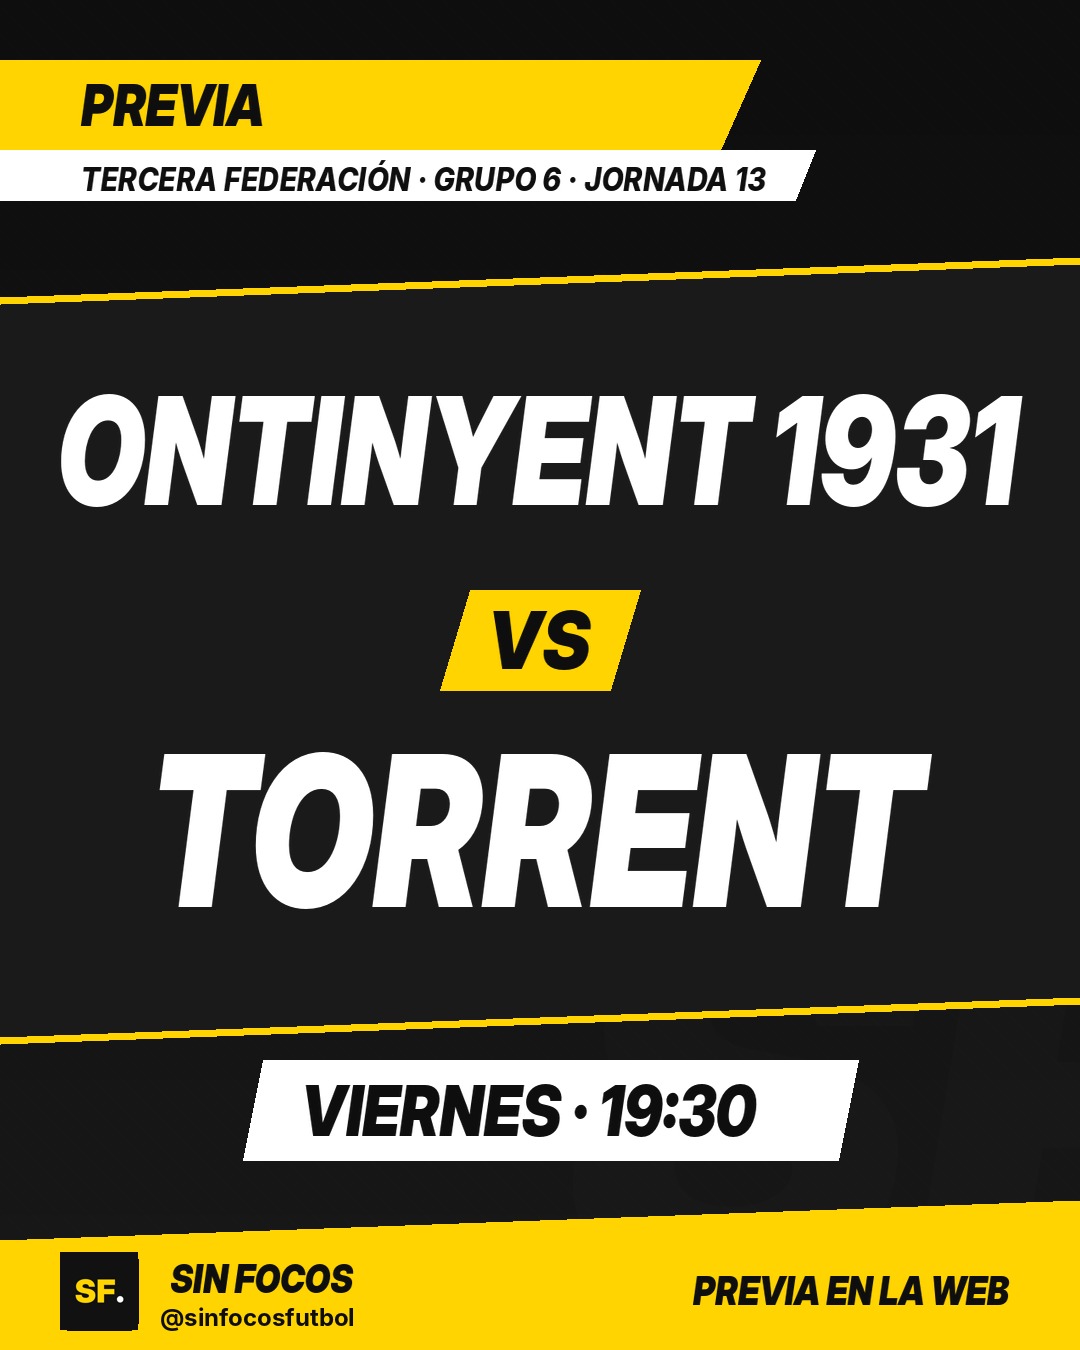 PREVIA
TERCERA FEDERACIÓN · GRUPO 6 · JORNADA 13
ONTINYENT 1931
VS
TORRENT
VIERNES · 19:30
SF.
SIN FOCOS
@sinfocosfutbol
PREVIA EN LA WEB